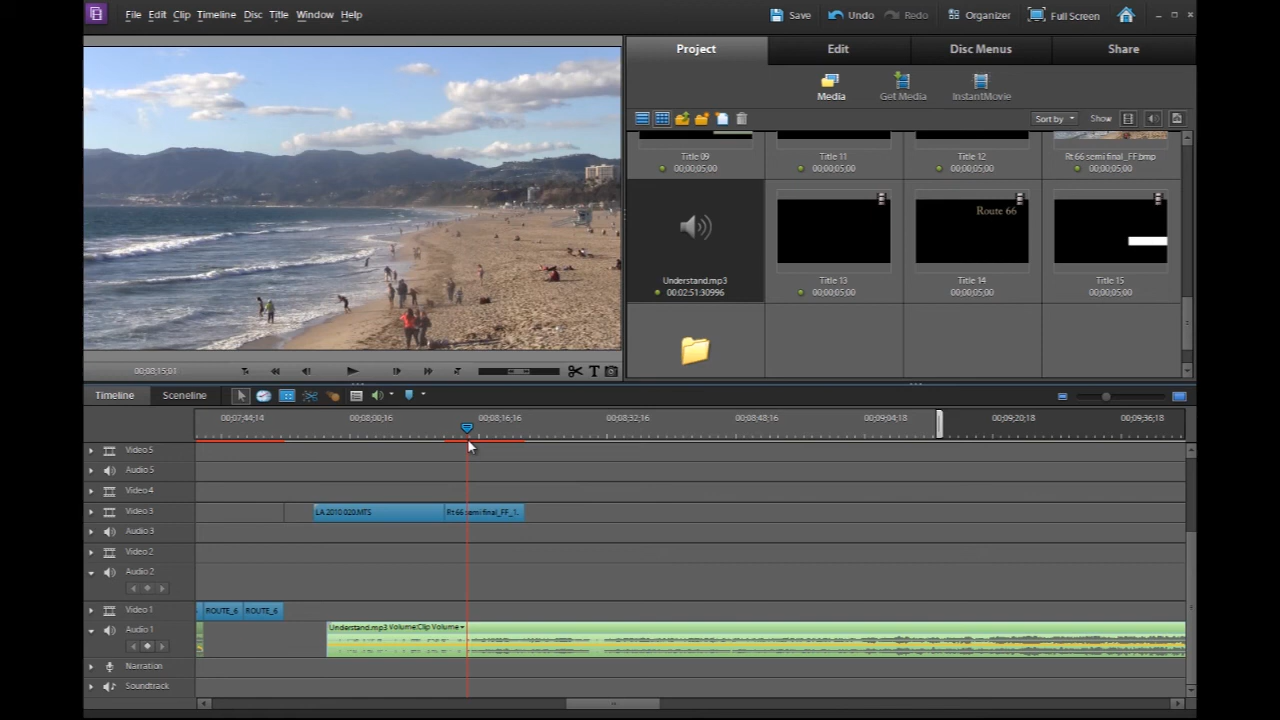 File Edit Clip Timeline Disc Title Window Help
Save Undo Redo Organizer Full Screen
Project Edit Disc Menus Share
Media Get Media InstantMovie
Sort by Show
Title 09 Title 11 Title 12 Rt 66 semi final_FF.bmp
00;00;05;00 00;00;05;00 00;00;05;00 00;00;05;00
Route 66
Understand.mp3 Title 13 Title 14 Title 15
00:02:51:30996 00;00;05;00 00;00;05;00 00;00;05;00
00;08;15;01
Timeline Sceneline
00;07;44;14 00;08;00;16 00;08;16;16 00;08;32;16 00;08;48;16 00;09;04;18 00;09;20;18 00;09;36;18
Video 5
Audio 5
Video 4
Video 3 LA 2010 020.MTS Rt 66 semi final_FF_1.
Audio 3
Video 2
Audio 2
Video 1 ROUTE_6 ROUTE_6
Audio 1 Understand.mp3 Volume:Clip Volume
Narration
Soundtrack